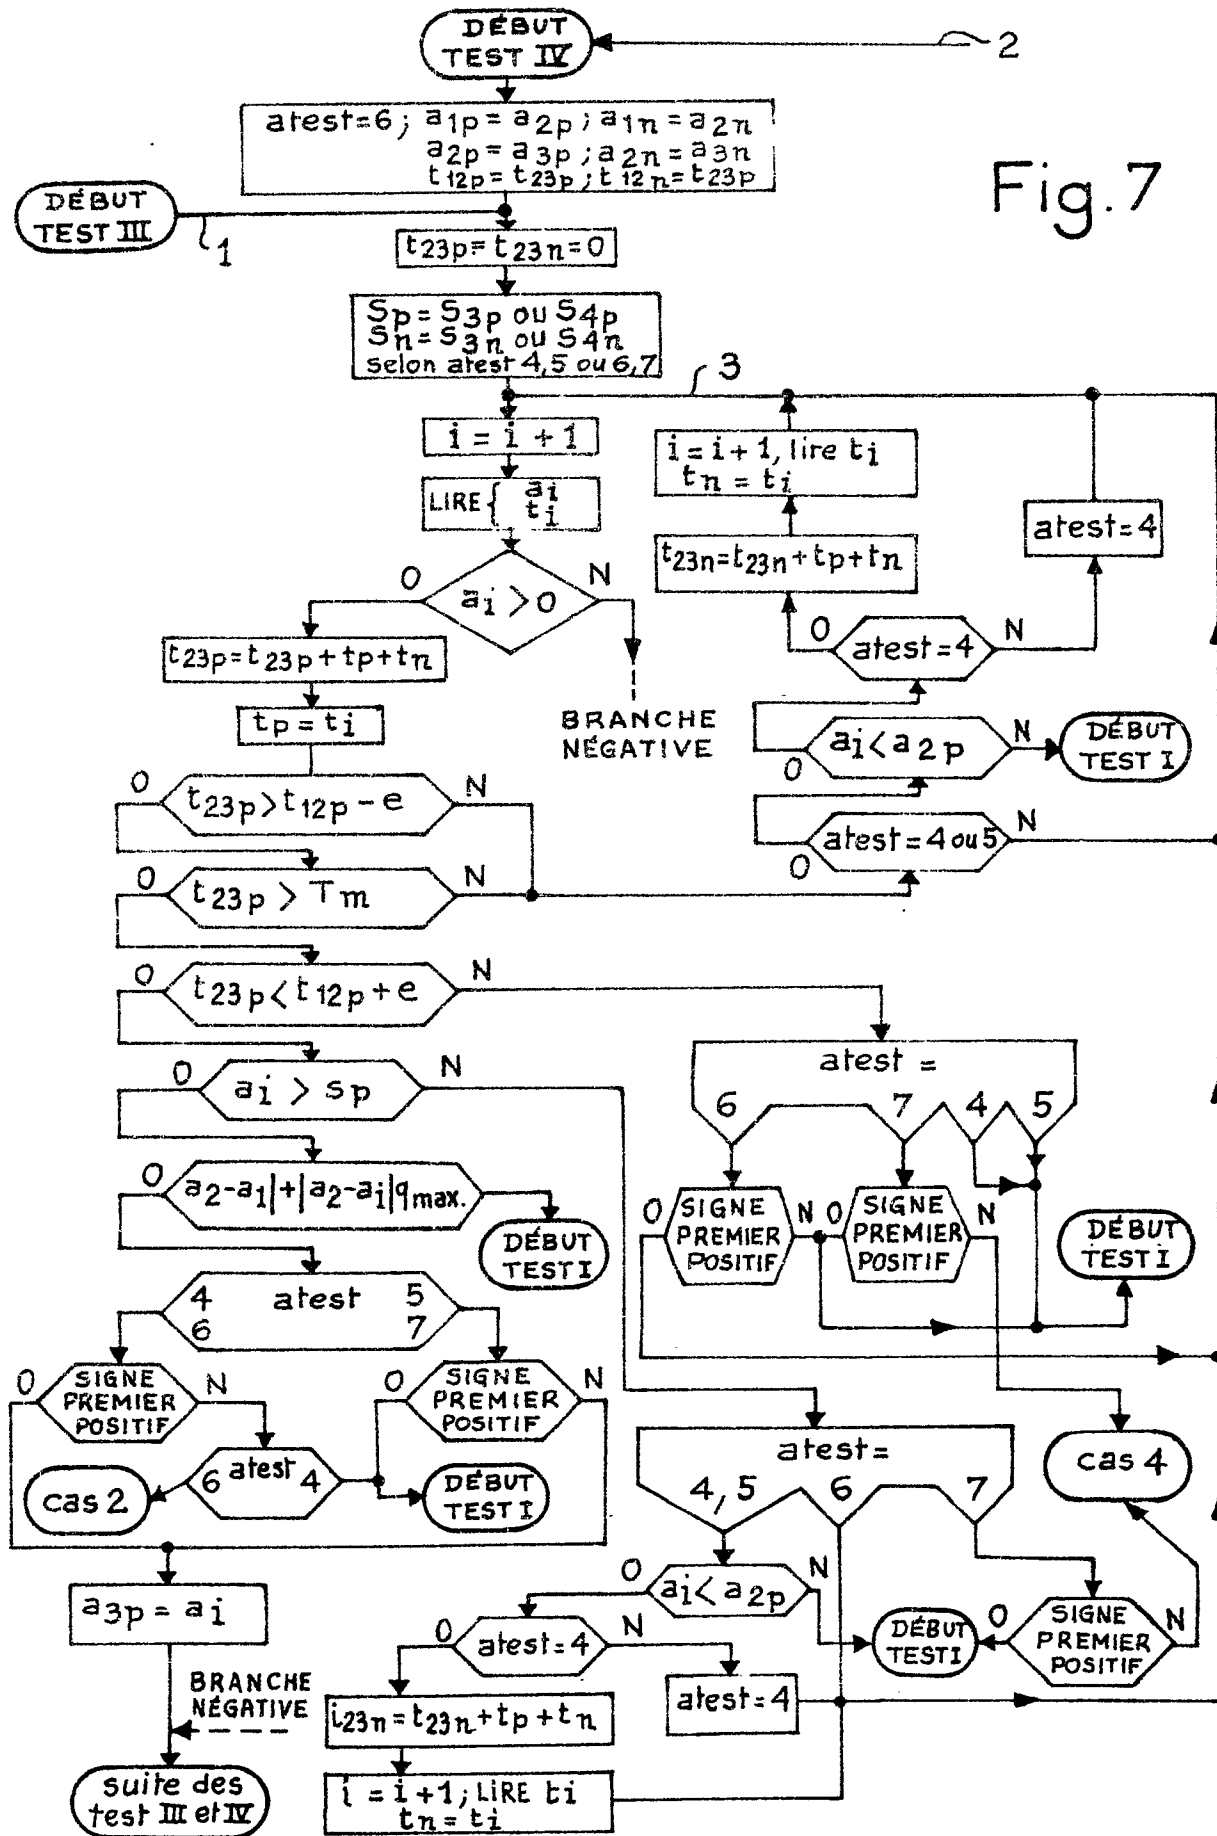 DÉBUT
TEST IV
2
atest=6; a1p=a2p; a1n=a2n
a2p=a3p; a2n=a3n
t12p=t23p; t12n=t23p
Fig.7
DÉBUT
TEST III
1
t23p=t23n=0
Sp=S3p ou S4p
Sn=S3n ou S4n
selon atest 4,5 ou 6,7
3
i = i + 1
LIRE { ai
ti
i = i + 1, lire ti
tn = ti
atest=4
t23n=t23n+tp+tn
O
ai > 0
N
O
atest=4
N
t23p=t23p+tp+tn
tp = ti
BRANCHE
NÉGATIVE
ai < a2p
N
O
DÉBUT
TEST I
O
t23p > t12p - e
N
atest=4 ou 5
N
O
O
t23p > Tm
N
O
t23p < t12p + e
N
atest =
6
7
4
5
O
ai > sp
N
O
a2-a1|+|a2-ai|qmax.
DÉBUT
TEST I
O
SIGNE
PREMIER
POSITIF
N
O
SIGNE
PREMIER
POSITIF
N
DÉBUT
TEST I
4
atest
5
6
7
O
SIGNE
PREMIER
POSITIF
N
O
SIGNE
PREMIER
POSITIF
N
6
atest
4
cas 2
DÉBUT
TEST I
atest=
4,5
6
7
cas 4
a3p = ai
O
ai < a2p
N
O
atest=4
N
DÉBUT
TEST I
O
SIGNE
PREMIER
POSITIF
N
BRANCHE
NÉGATIVE
i23n=t23n+tp+tn
atest=4
suite des
test III et IV
i = i+1; LIRE ti
tn = ti